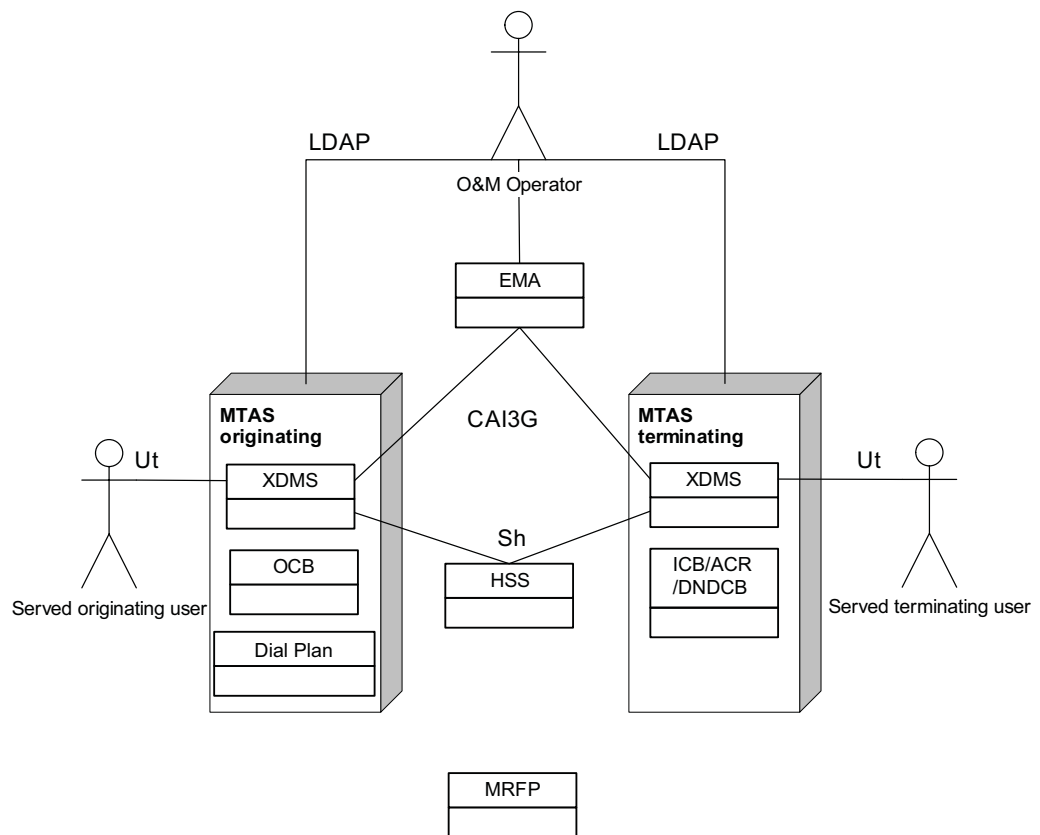 LDAP
LDAP
O&M Operator
EMA
MTAS
originating
CAI3G
MTAS
terminating
Ut
XDMS
XDMS
Ut
Sh
OCB
HSS
ICB/ACR
/DNDCB
Served originating user
Served terminating user
Dial Plan
MRFP